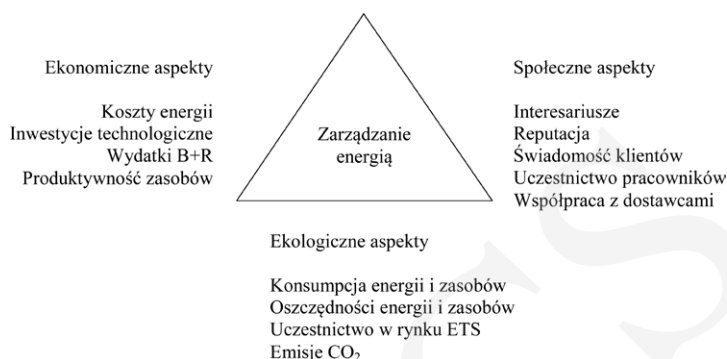 Ekonomiczne aspekty
Koszty energii
Inwestycje technologiczne
Wydatki B+R
Produktywność zasobów
Zarządzanie
energią
Społeczne aspekty
Interesariusze
Reputacja
Świadomość klientów
Uczestnictwo pracowników
Współpraca z dostawcami
Ekologiczne aspekty
Konsumpcja energii i zasobów
Oszczędności energii i zasobów
Uczestnictwo w rynku ETS
Emisje CO₂